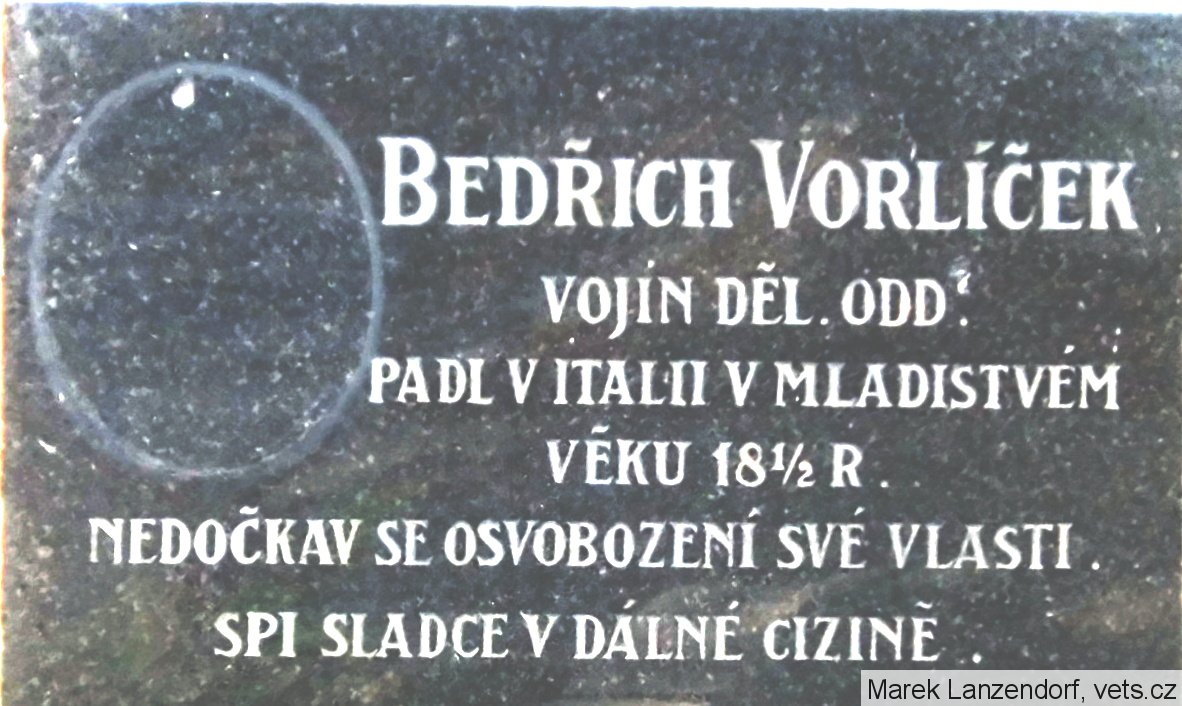 BEDŘICH VORLÍČEK
VOJÍN DĚL. ODD.
PADL V ITALII V MLADISTVÉM
VĚKU 18½ R.
NEDOČKAV SE OSVOBOZENÍ SVÉ VLASTI.
SPI SLADCE V DÁLNÉ CIZINĚ.
Marek Lanzendorf, vets.cz